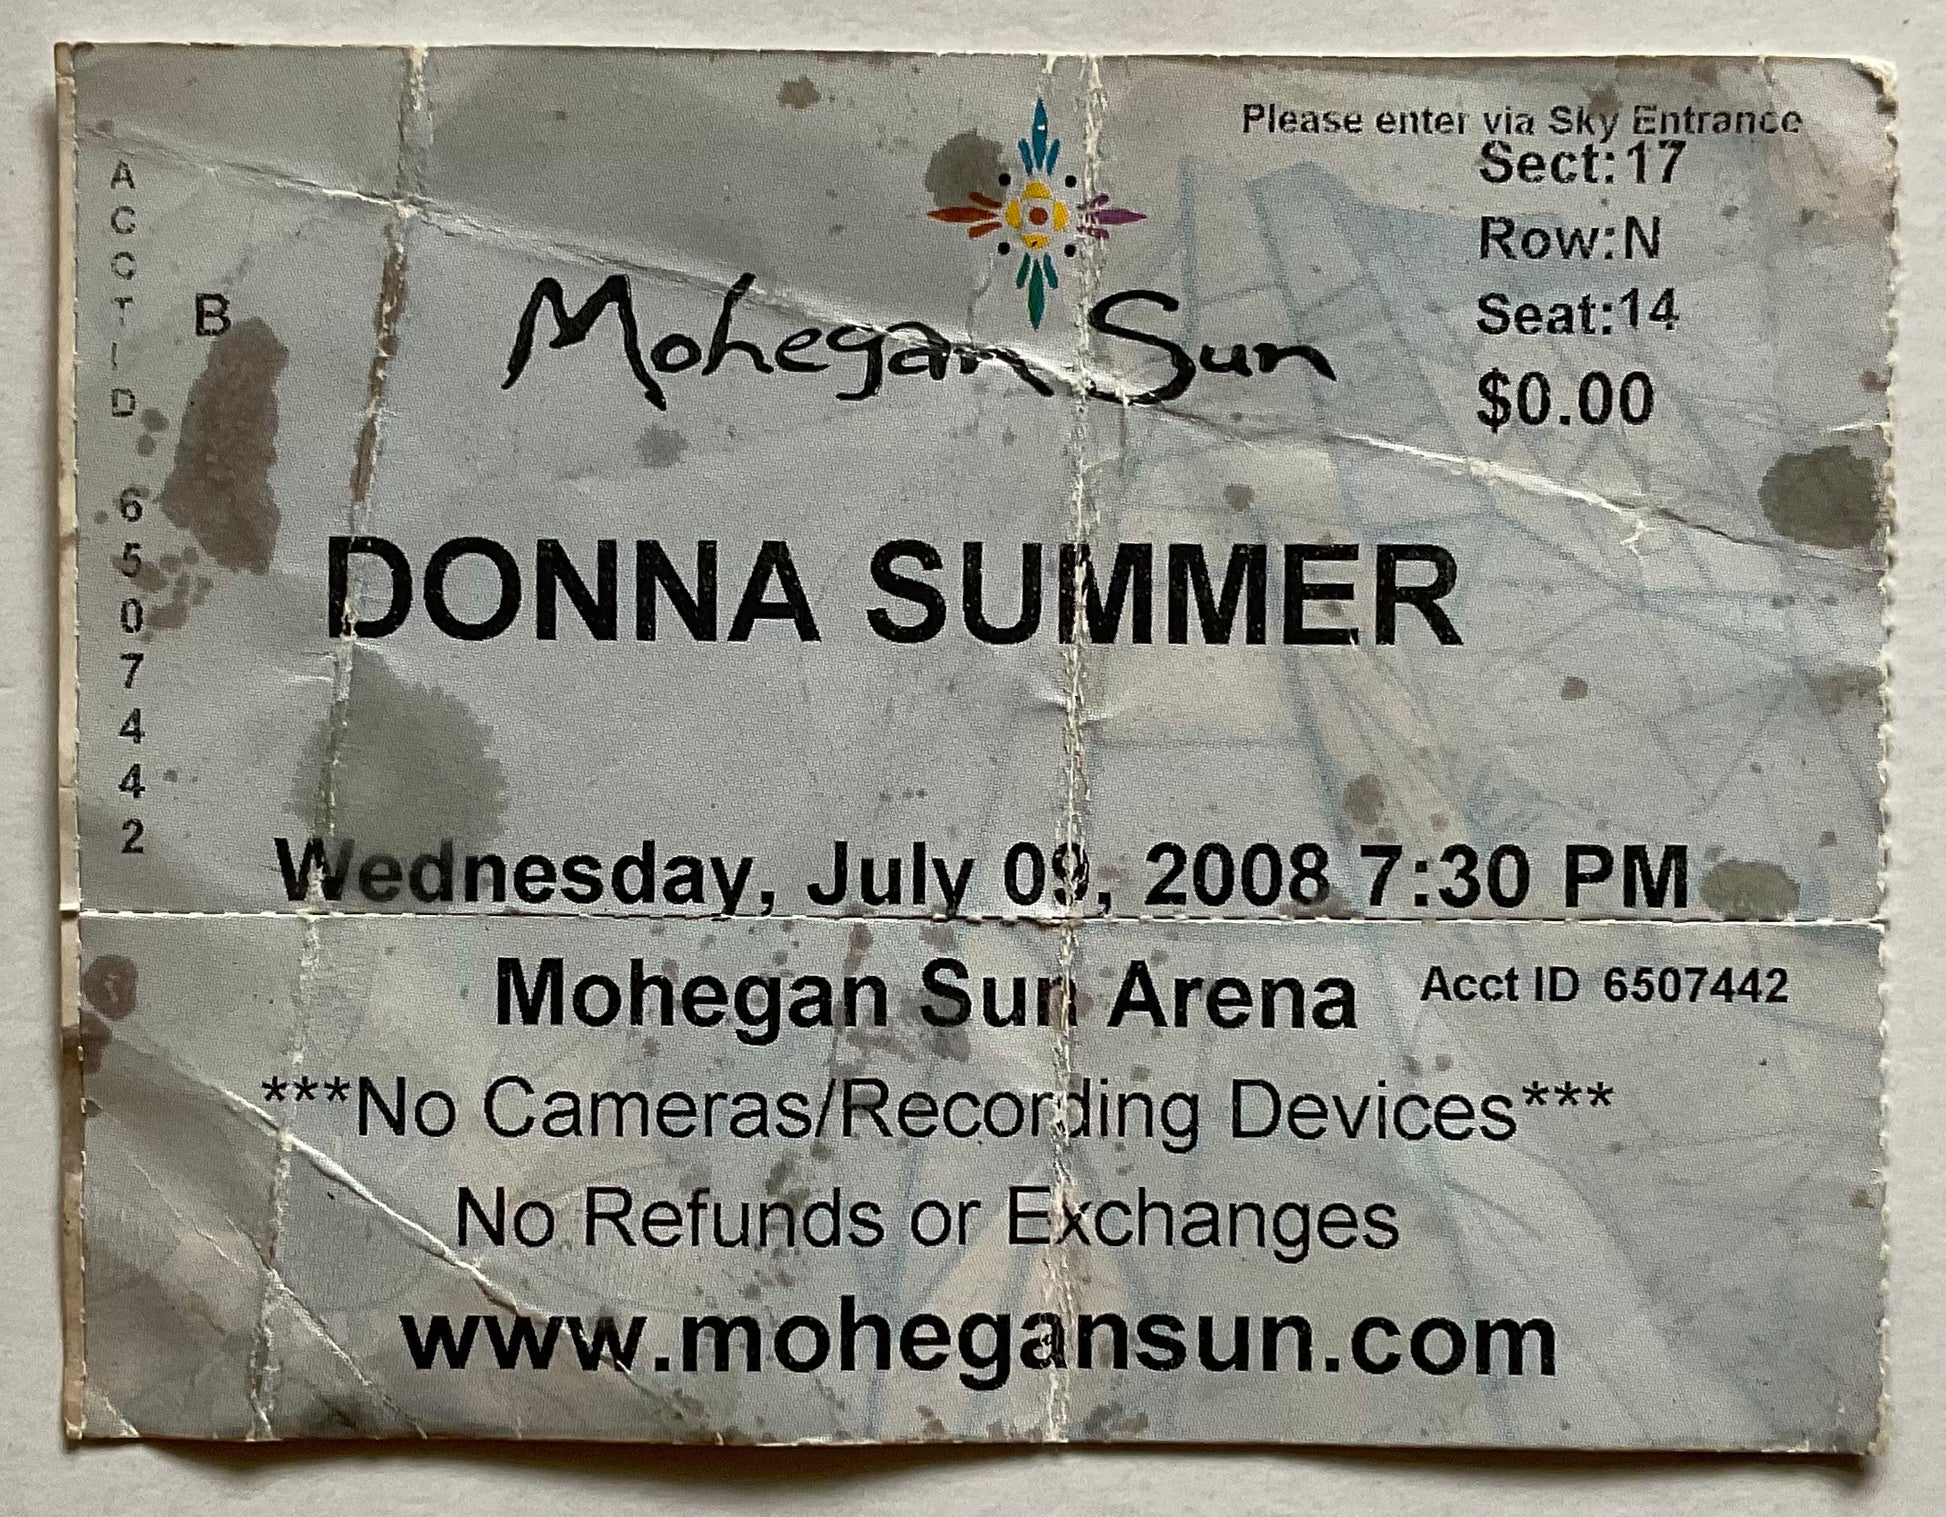 Please enter via Sky Entrance
Sect:17
Row:N
Seat:14
$0.00
ACCTID 6507442
B
Mohegan Sun
DONNA SUMMER
Wednesday, July 09, 2008 7:30 PM
Mohegan Sun Arena Acct ID 6507442
***No Cameras/Recording Devices***
No Refunds or Exchanges
www.mohegansun.com